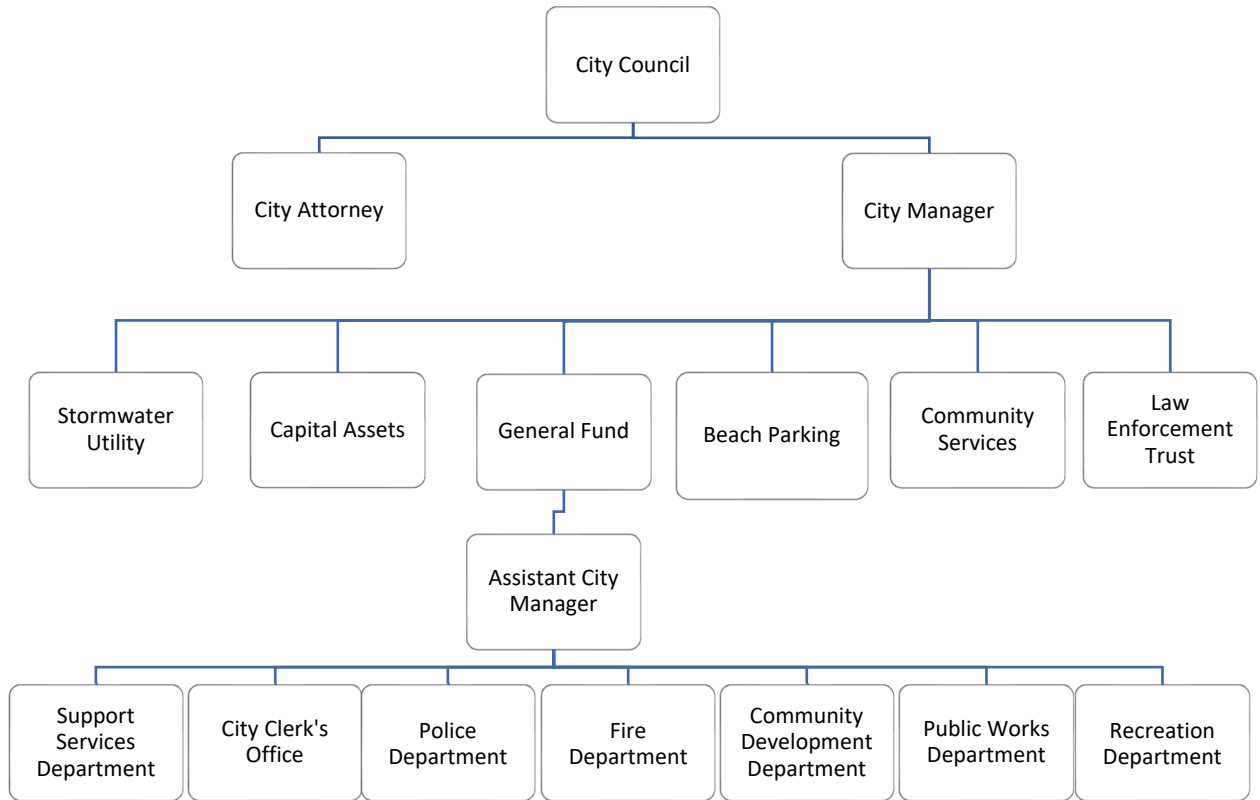 City Council
City Attorney
City Manager
Stormwater
Utility
Capital Assets
General Fund
Beach Parking
Community
Services
Law
Enforcement
Trust
Assistant City
Manager
Support
Services
Department
City Clerk's
Office
Police
Department
Fire
Department
Community
Development
Department
Public Works
Department
Recreation
Department